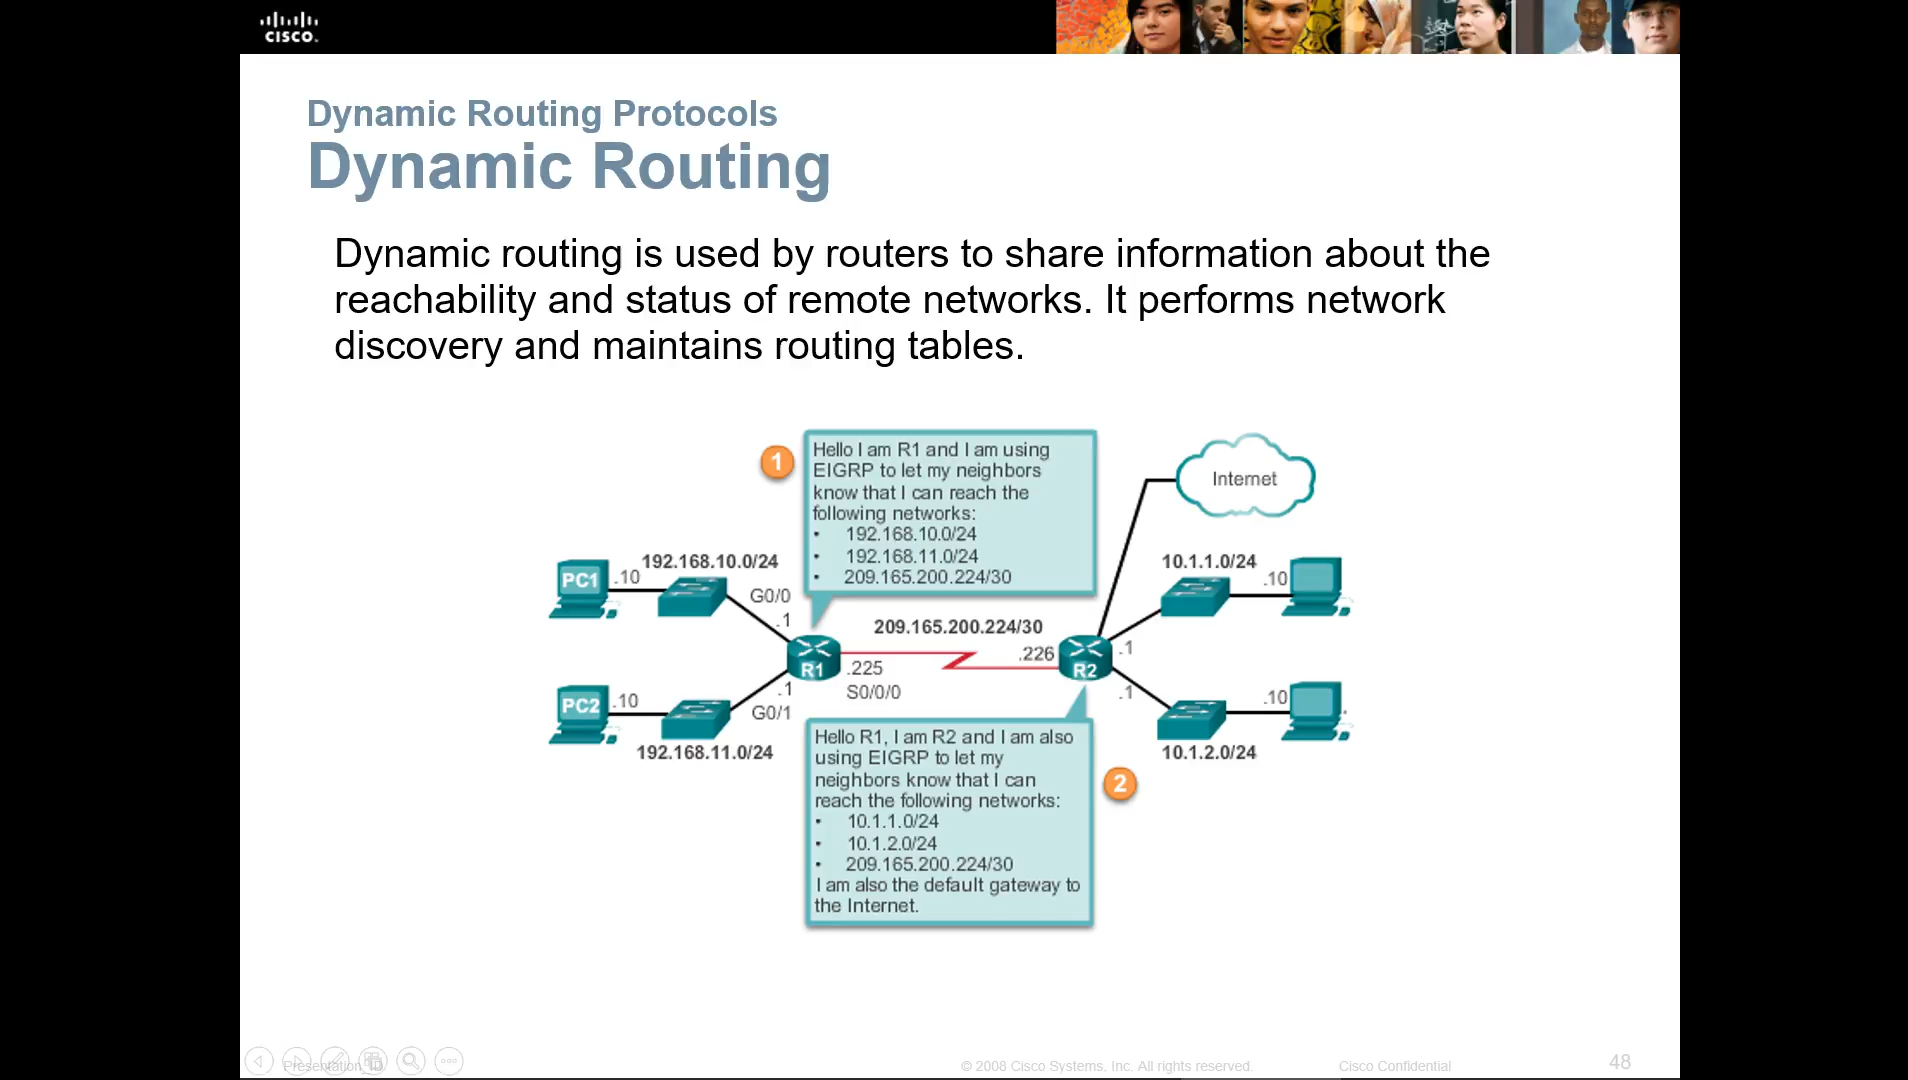 CISCO.
Dynamic Routing Protocols
Dynamic Routing
Dynamic routing is used by routers to share information about the
reachability and status of remote networks. It performs network
discovery and maintains routing tables.
1
Hello I am R1 and I am using
EIGRP to let my neighbors
know that I can reach the
following networks:
• 192.168.10.0/24
• 192.168.11.0/24
• 209.165.200.224/30
Internet
192.168.10.0/24
PC1
.10
G0/0
.1
10.1.1.0/24
.10
209.165.200.224/30
R1
.225
S0/0/0
.226
R2
.1
.1
.1
G0/1
PC2
.10
192.168.11.0/24
.10
10.1.2.0/24
Hello R1, I am R2 and I am also
using EIGRP to let my
neighbors know that I can
reach the following networks:
• 10.1.1.0/24
• 10.1.2.0/24
• 209.165.200.224/30
I am also the default gateway to
the Internet.
2
Presentation_ID
© 2008 Cisco Systems, Inc. All rights reserved.
Cisco Confidential
48